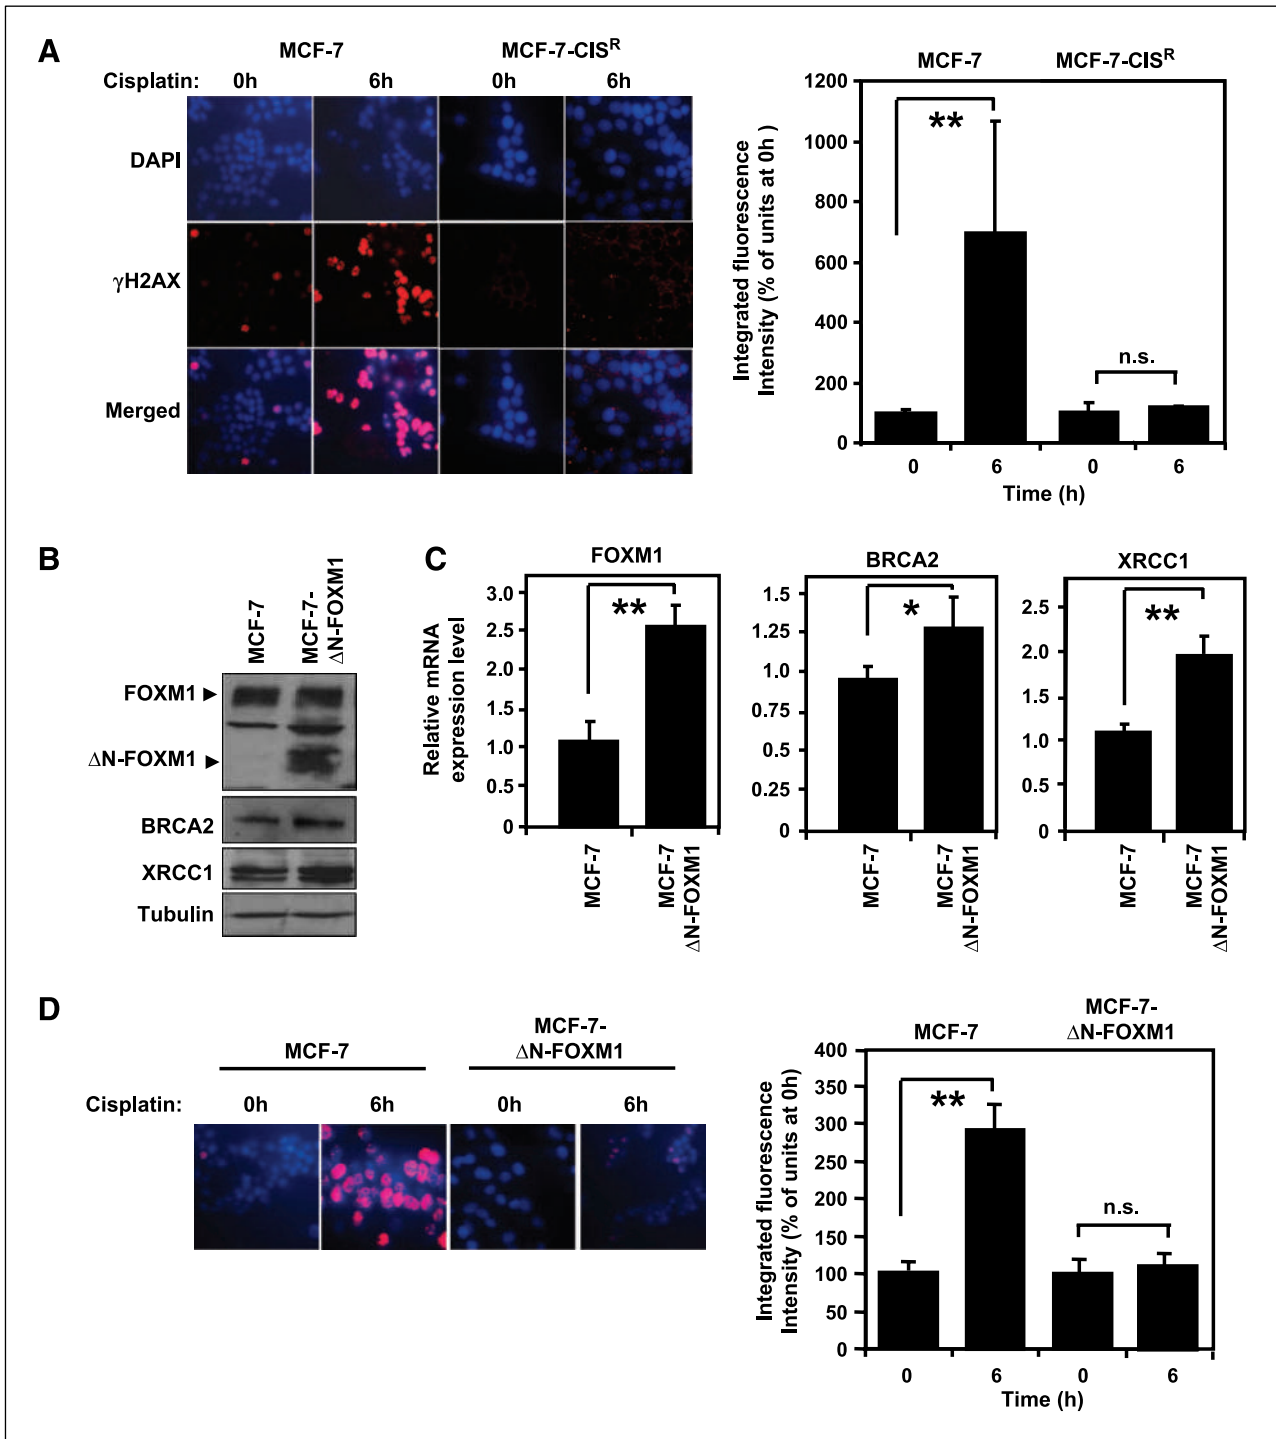 A
MCF-7
MCF-7-CISᴿ
Cisplatin:
0h
6h
0h
6h
DAPI
γH2AX
Merged
Integrated fluorescence
Intensity (% of units at 0h )
1200
1000
800
600
400
200
0
MCF-7
MCF-7-CISᴿ
**
n.s.
0
6
0
6
Time (h)
B
MCF-7
MCF-7-
ΔN-FOXM1
FOXM1
ΔN-FOXM1
BRCA2
XRCC1
Tubulin
C
Relative mRNA
expression level
FOXM1
3.0
2.5
2.0
1.5
1.0
0.5
0
**
MCF-7
MCF-7
ΔN-FOXM1
BRCA2
1.5
1.25
1.0
0.75
0.5
0.25
0
*
MCF-7
MCF-7
ΔN-FOXM1
XRCC1
2.5
2.0
1.5
1.0
0.5
0
**
MCF-7
MCF-7
ΔN-FOXM1
D
MCF-7
MCF-7-
ΔN-FOXM1
Cisplatin:
0h
6h
0h
6h
Integrated fluorescence
Intensity (% of units at 0h)
400
350
300
250
200
150
100
50
0
MCF-7
MCF-7-
ΔN-FOXM1
**
n.s.
0
6
0
6
Time (h)